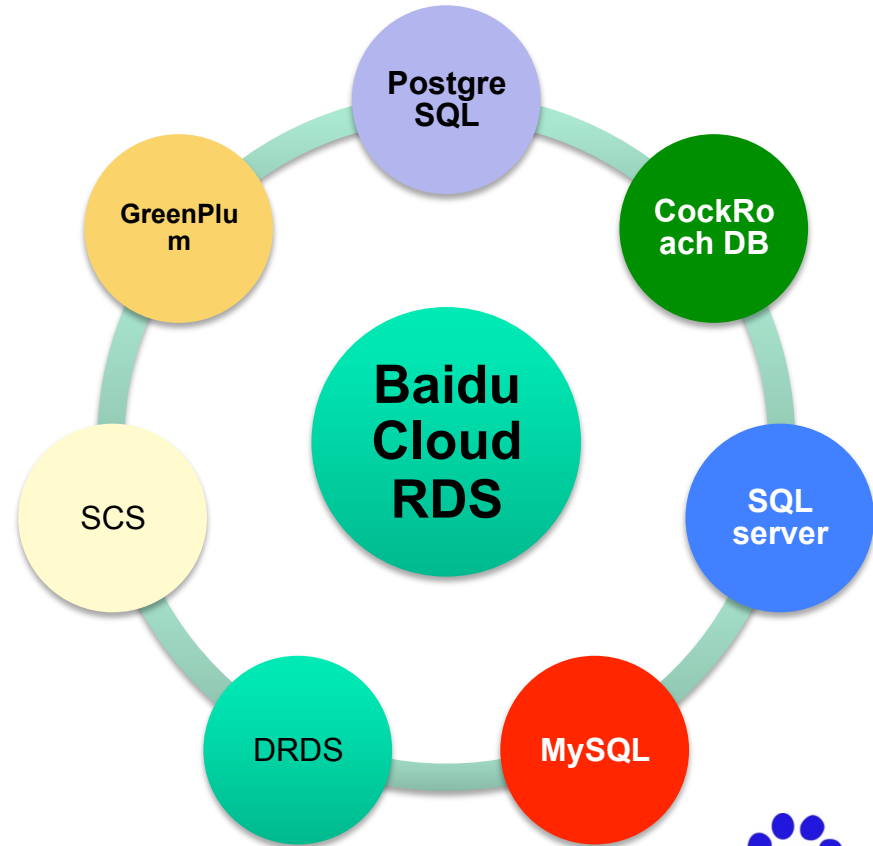 Postgre
SQL
GreenPlu
m
CockRo
ach DB
Baidu
Cloud
RDS
SCS
SQL
server
DRDS
MySQL